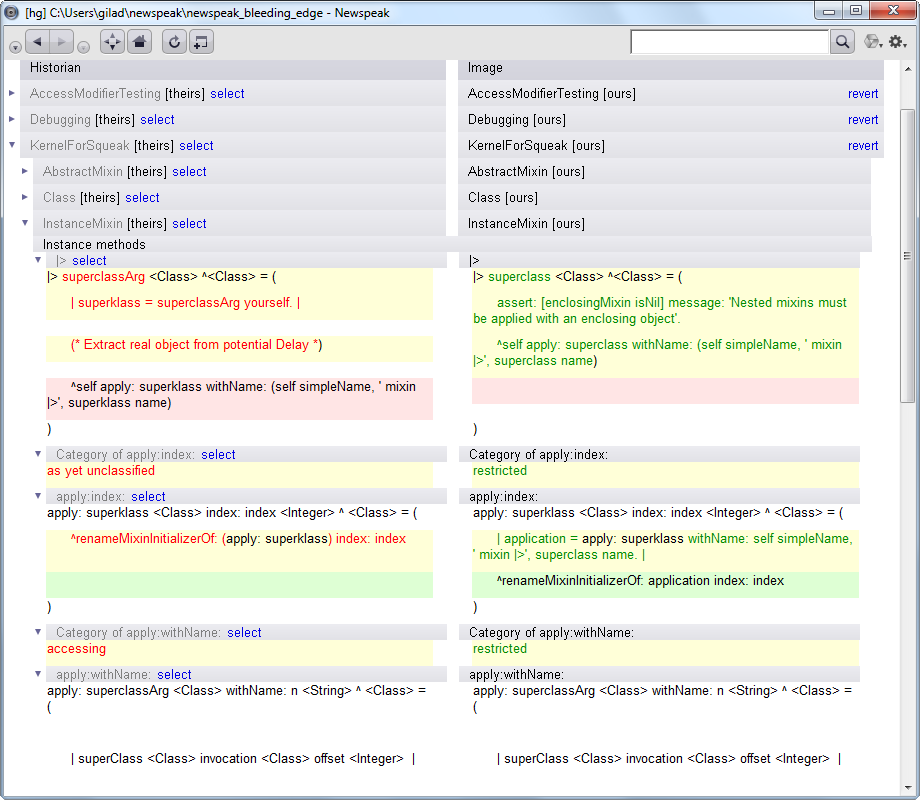 [hg] C:\Users\gilad\newspeak\newspeak_bleeding_edge - Newspeak
Historian Image
AccessModifierTesting [theirs] select AccessModifierTesting [ours] revert
Debugging [theirs] select Debugging [ours] revert
KernelForSqueak [theirs] select KernelForSqueak [ours] revert
AbstractMixin [theirs] select AbstractMixin [ours]
Class [theirs] select Class [ours]
InstanceMixin [theirs] select InstanceMixin [ours]
Instance methods
|> select |>
|> superclassArg <Class> ^<Class> = ( |> superclass <Class> ^<Class> = (
| superklass = superclassArg yourself. | assert: [enclosingMixin isNil] message: 'Nested mixins must
be applied with an enclosing object'.
(* Extract real object from potential Delay *) ^self apply: superclass withName: (self simpleName, ' mixin
|>', superclass name)
^self apply: superklass withName: (self simpleName, ' mixin
|>', superklass name)
) )
Category of apply:index: select Category of apply:index:
as yet unclassified restricted
apply:index: select apply:index:
apply: superklass <Class> index: index <Integer> ^ <Class> = ( apply: superklass <Class> index: index <Integer> ^ <Class> = (
^renameMixinInitializerOf: (apply: superklass) index: index | application = apply: superklass withName: self simpleName,
' mixin |>', superclass name. |
^renameMixinInitializerOf: application index: index
) )
Category of apply:withName: select Category of apply:withName:
accessing restricted
apply:withName: select apply:withName:
apply: superclassArg <Class> withName: n <String> ^ <Class> = apply: superclassArg <Class> withName: n <String> ^ <Class> =
( (
| superClass <Class> invocation <Class> offset <Integer> | | superClass <Class> invocation <Class> offset <Integer> |